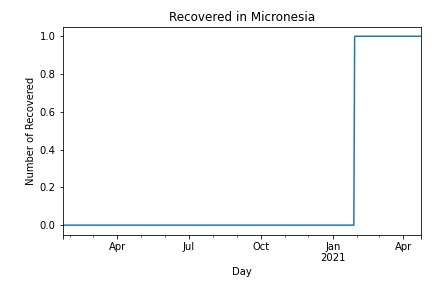 Recovered in Micronesia
1.0
0.8
0.6
0.4
0.2
0.0
Number of Recovered
Apr Jul Oct Jan Apr
2021
Day